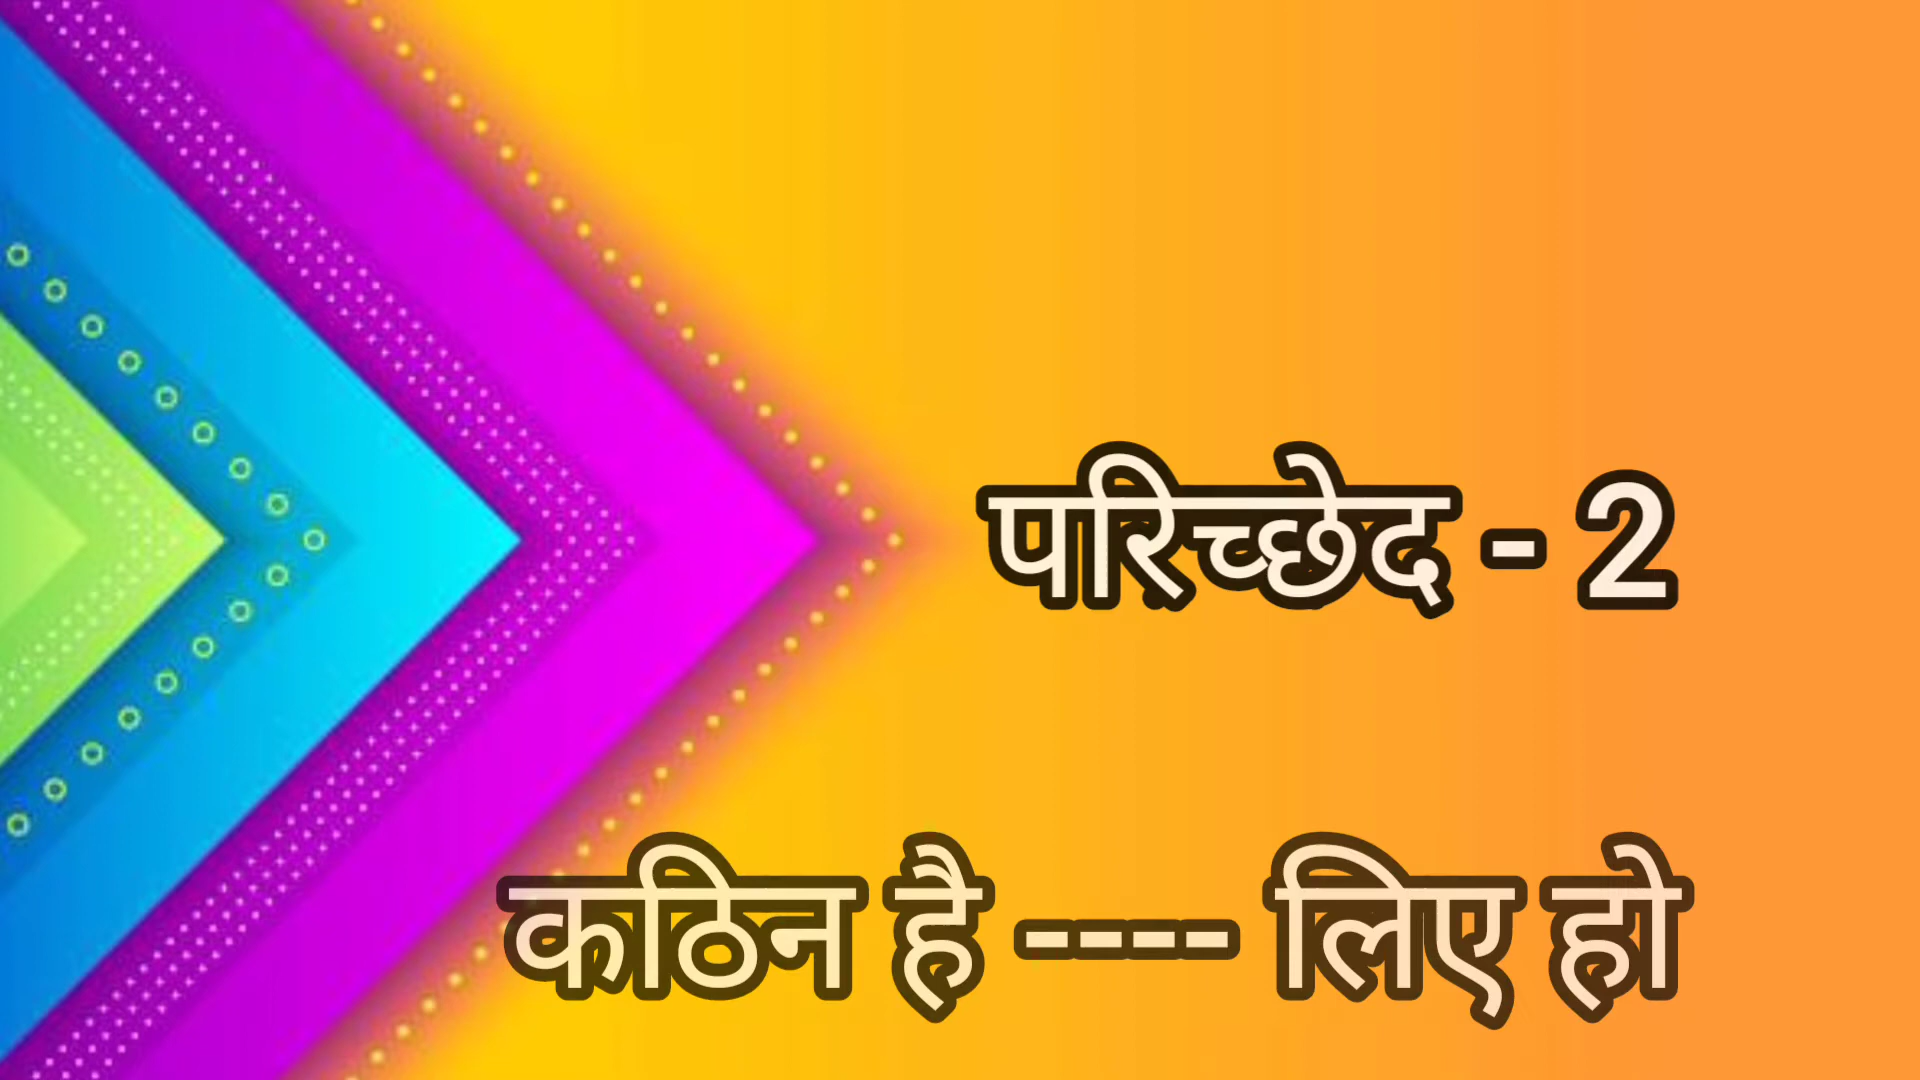 परिच्छेद - 2
कठिन है ---- लिए हो